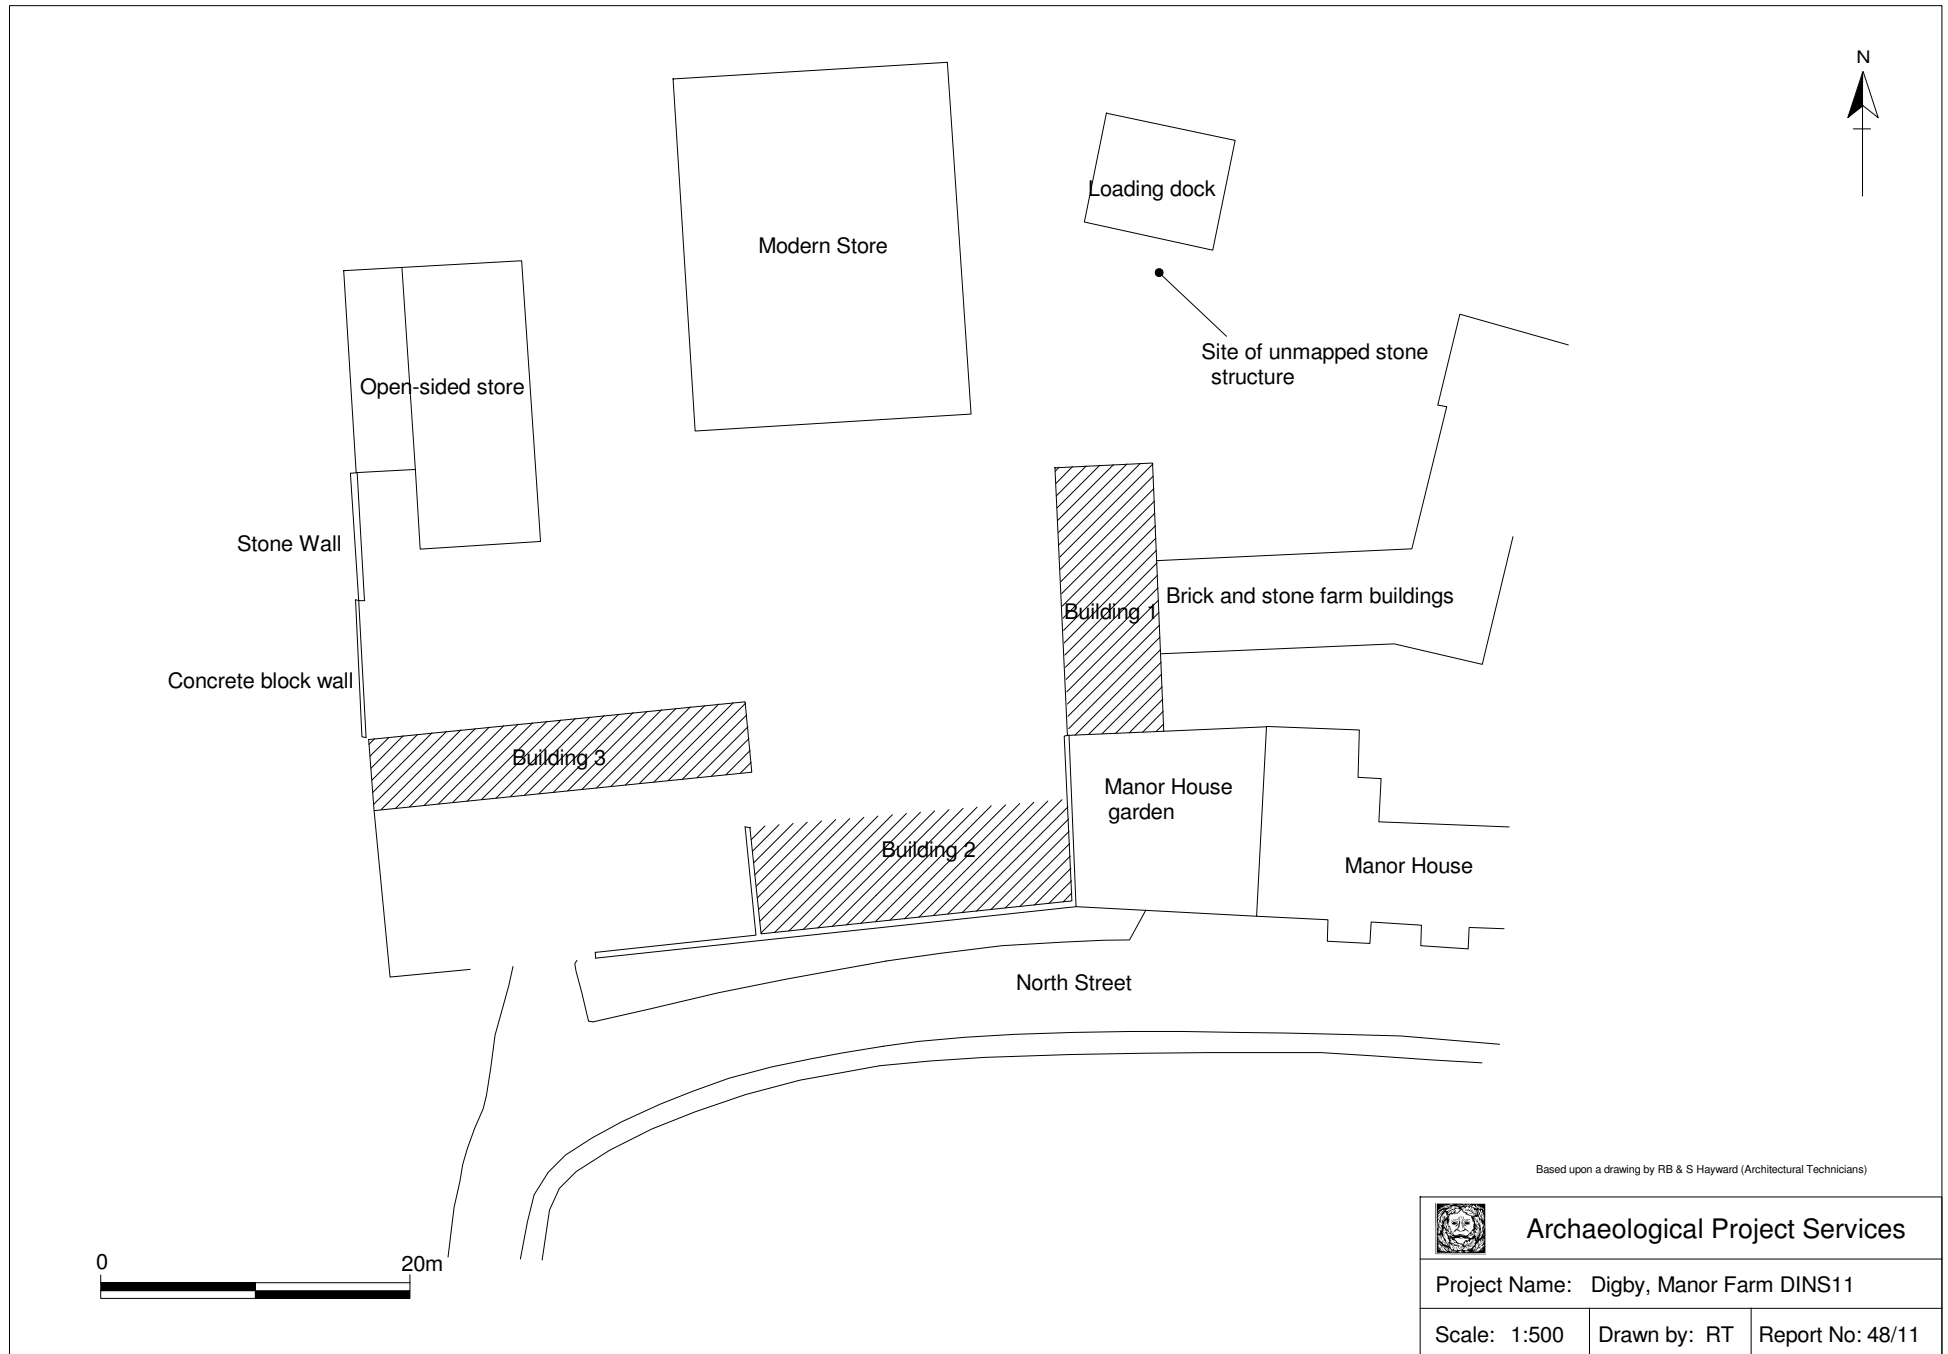 N
Loading dock
Modern Store
Site of unmapped stone
structure
Open-sided store
Stone Wall
Brick and stone farm buildings
Building 1
Concrete block wall
Building 3
Manor House
garden
Building 2
Manor House
North Street
Based upon a drawing by RB & S Hayward (Architectural Technicians)
0 20m
Archaeological Project Services
Project Name: Digby, Manor Farm DINS11
Scale: 1:500 Drawn by: RT Report No: 48/11